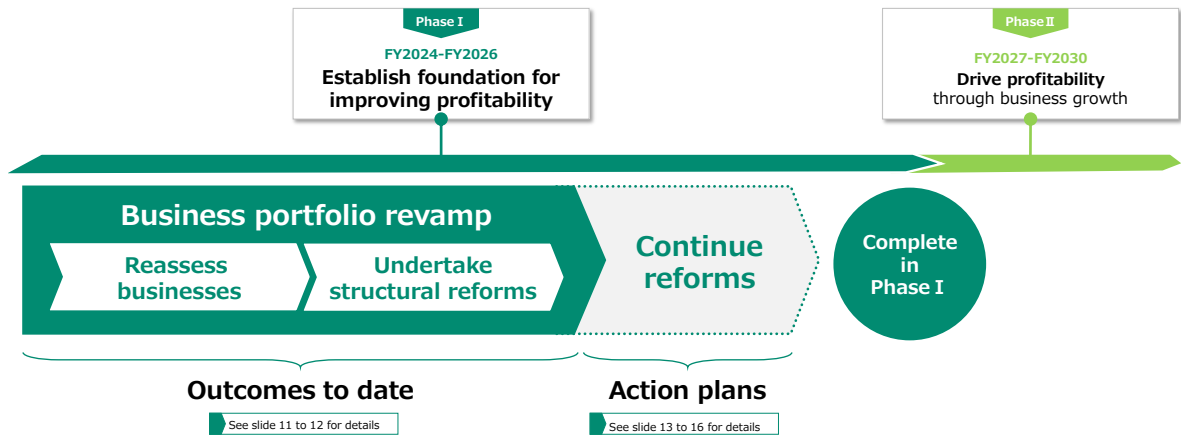 Phase Ⅰ
FY2024-FY2026
Establish foundation for
improving profitability
Phase Ⅱ
FY2027-FY2030
Drive profitability
through business growth
Business portfolio revamp
Reassess
businesses
Undertake
structural reforms
Continue
reforms
Complete
in
Phase Ⅰ
Outcomes to date
See slide 11 to 12 for details
Action plans
See slide 13 to 16 for details